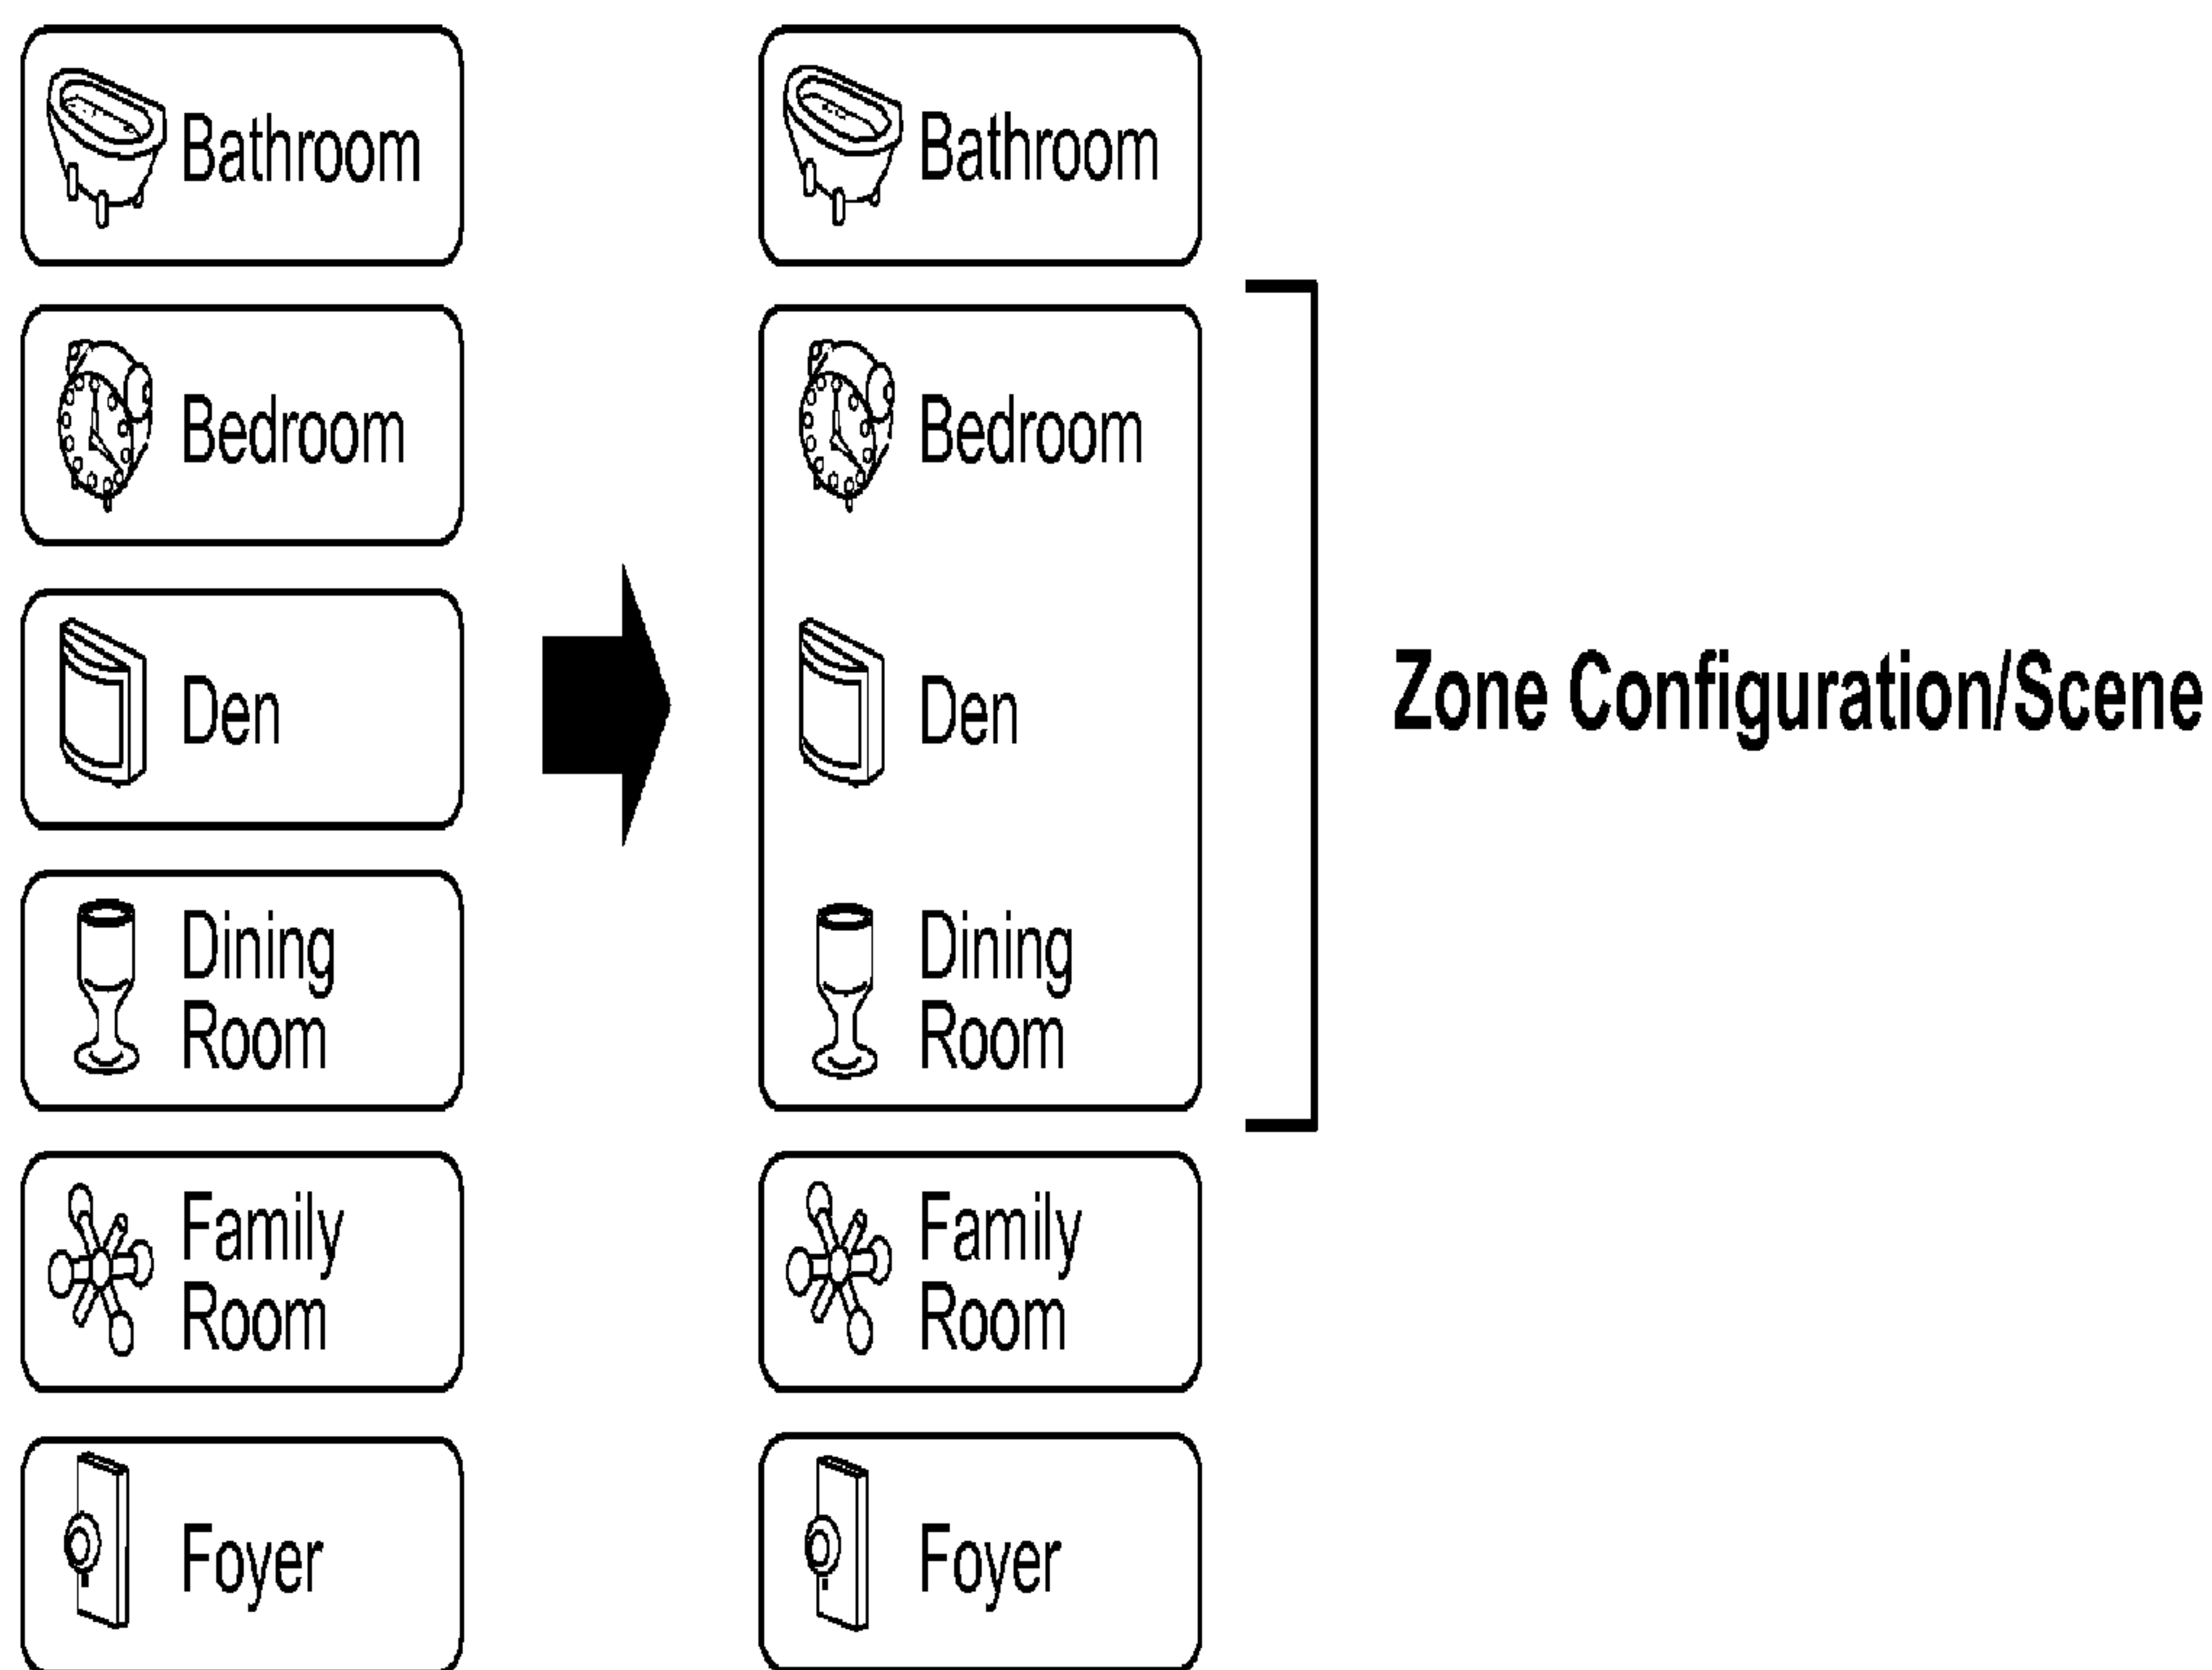 Bathroom
Bedroom
Den
Dining
Room
Family
Room
Foyer
Bathroom
Bedroom
Den
Dining
Room
Family
Room
Foyer
Zone Configuration/Scene